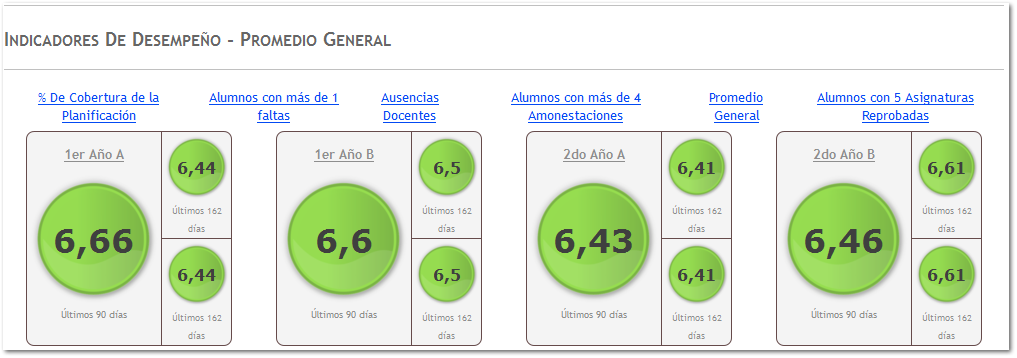 Indicadores De Desempeño - Promedio General
% De Cobertura de la
Planificación
Alumnos con más de 1
faltas
Ausencias
Docentes
Alumnos con más de 4
Amonestaciones
Promedio
General
Alumnos con 5 Asignaturas
Reprobadas
1er Año A
6,66
Últimos 90 días
6,44
Últimos 162
días
6,44
Últimos 162
días
1er Año B
6,6
Últimos 90 días
6,5
Últimos 162
días
6,5
Últimos 162
días
2do Año A
6,43
Últimos 90 días
6,41
Últimos 162
días
6,41
Últimos 162
días
2do Año B
6,46
Últimos 90 días
6,61
Últimos 162
días
6,61
Últimos 162
días